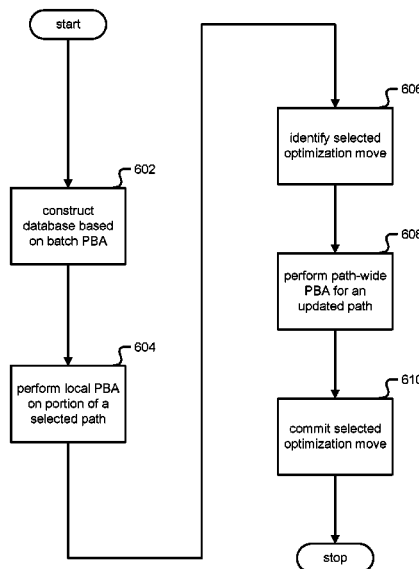 start
602
construct
database based
on batch PBA
604
perform local PBA
on portion of a
selected path
606
identify selected
optimization move
608
perform path-wide
PBA for an
updated path
610
commit selected
optimization move
stop